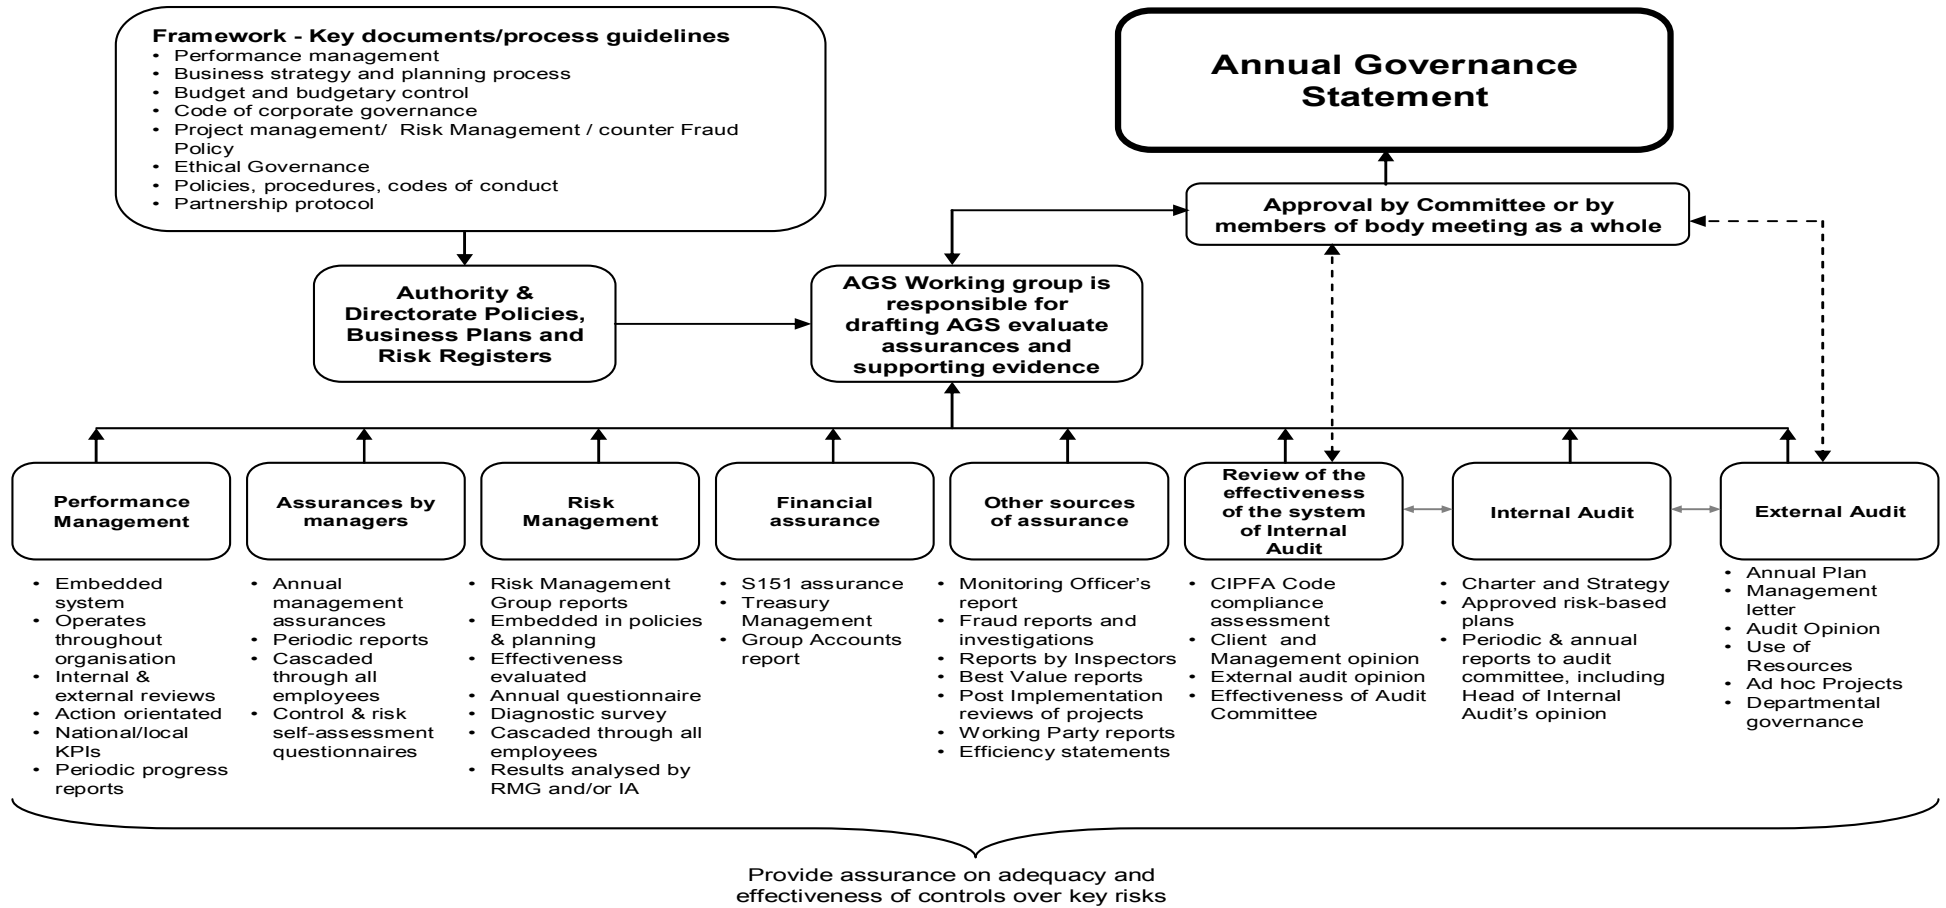 Framework - Key documents/process guidelines
• Performance management
• Business strategy and planning process
• Budget and budgetary control
• Code of corporate governance
• Project management/ Risk Management / counter Fraud
Policy
• Ethical Governance
• Policies, procedures, codes of conduct
• Partnership protocol
Annual Governance
Statement
Approval by Committee or by
members of body meeting as a whole
Authority &
Directorate Policies,
Business Plans and
Risk Registers
AGS Working group is
responsible for
drafting AGS evaluate
assurances and
supporting evidence
Performance
Management
• Embedded
system
• Operates
throughout
organisation
• Internal &
external reviews
• Action orientated
• National/local
KPIs
• Periodic progress
reports
Assurances by
managers
• Annual
management
assurances
• Periodic reports
• Cascaded
through all
employees
• Control & risk
self-assessment
questionnaires
Risk
Management
• Risk Management
Group reports
• Embedded in policies
& planning
• Effectiveness
evaluated
• Annual questionnaire
• Diagnostic survey
• Cascaded through all
employees
• Results analysed by
RMG and/or IA
Financial
assurance
• S151 assurance
• Treasury
Management
• Group Accounts
report
Other sources
of assurance
• Monitoring Officer's
report
• Fraud reports and
investigations
• Reports by Inspectors
• Best Value reports
• Post Implementation
reviews of projects
• Working Party reports
• Efficiency statements
Review of the
effectiveness
of the system
of Internal
Audit
• CIPFA Code
compliance
assessment
• Client and
Management opinion
• External audit opinion
• Effectiveness of Audit
Committee
Internal Audit
• Charter and Strategy
• Approved risk-based
plans
• Periodic & annual
reports to audit
committee, including
Head of Internal
Audit's opinion
External Audit
• Annual Plan
• Management
letter
• Audit Opinion
• Use of
Resources
• Ad hoc Projects
• Departmental
governance
Provide assurance on adequacy and
effectiveness of controls over key risks